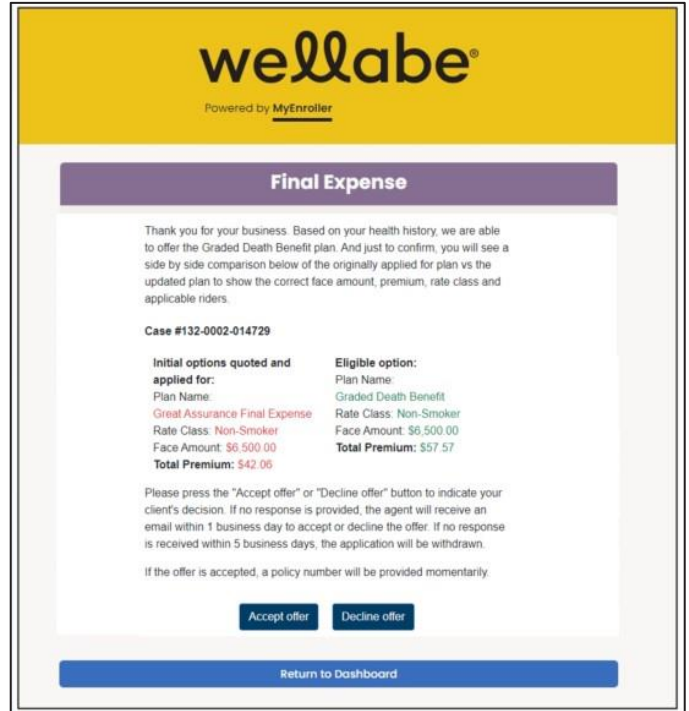 wellabe®
Powered by MyEnroller
Final Expense
Thank you for your business. Based on your health history, we are able
to offer the Graded Death Benefit plan. And just to confirm, you will see a
side by side comparison below of the originally applied for plan vs the
updated plan to show the correct face amount, premium, rate class and
applicable riders.
Case #132-0002-014729
Initial options quoted and
applied for:
Plan Name:
Great Assurance Final Expense
Rate Class: Non-Smoker
Face Amount: $6,500.00
Total Premium: $42.06
Eligible option:
Plan Name:
Graded Death Benefit
Rate Class: Non-Smoker
Face Amount: $6,500.00
Total Premium: $57.57
Please press the "Accept offer" or "Decline offer" button to indicate your
client's decision. If no response is provided, the agent will receive an
email within 1 business day to accept or decline the offer. If no response
is received within 5 business days, the application will be withdrawn.
If the offer is accepted, a policy number will be provided momentarily.
Accept offer
Decline offer
Return to Dashboard